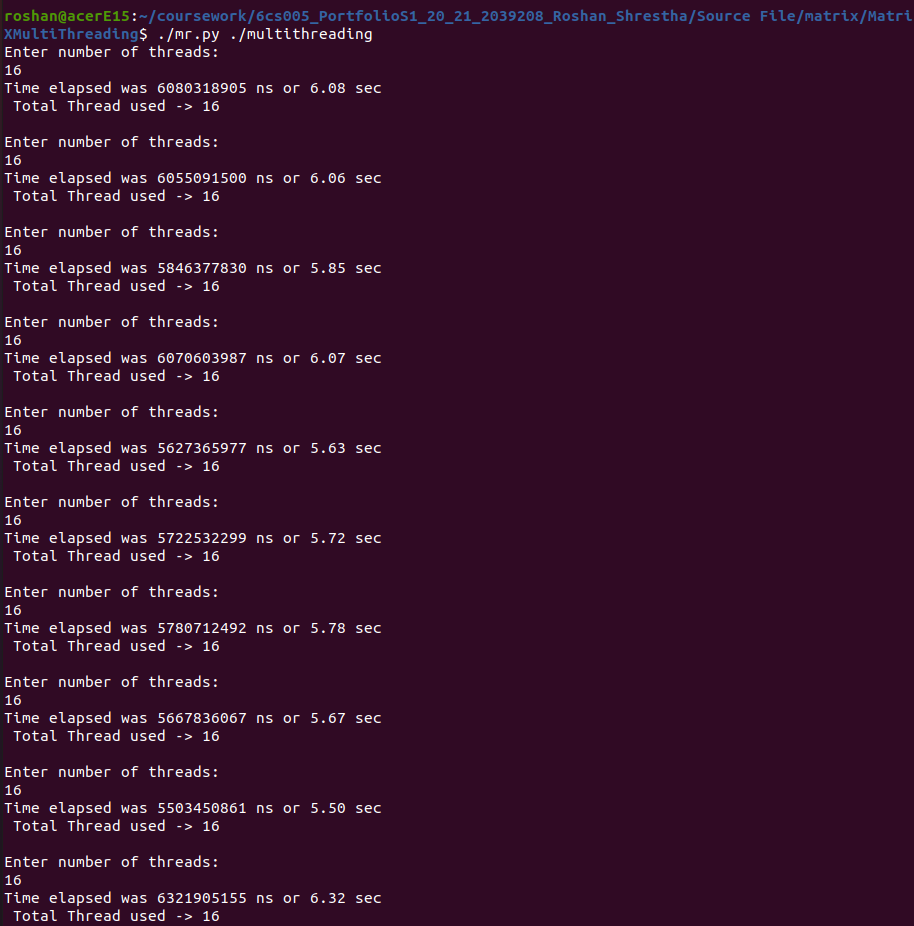 roshan@acerE15:~/coursework/6cs005_PortfolioS1_20_21_2039208_Roshan_Shrestha/Source File/matrix/Matri
XMultiThreading$ ./mr.py ./multithreading
Enter number of threads:
16
Time elapsed was 6080318905 ns or 6.08 sec
 Total Thread used -> 16

Enter number of threads:
16
Time elapsed was 6055091500 ns or 6.06 sec
 Total Thread used -> 16

Enter number of threads:
16
Time elapsed was 5846377830 ns or 5.85 sec
 Total Thread used -> 16

Enter number of threads:
16
Time elapsed was 6070603987 ns or 6.07 sec
 Total Thread used -> 16

Enter number of threads:
16
Time elapsed was 5627365977 ns or 5.63 sec
 Total Thread used -> 16

Enter number of threads:
16
Time elapsed was 5722532299 ns or 5.72 sec
 Total Thread used -> 16

Enter number of threads:
16
Time elapsed was 5780712492 ns or 5.78 sec
 Total Thread used -> 16

Enter number of threads:
16
Time elapsed was 5667836067 ns or 5.67 sec
 Total Thread used -> 16

Enter number of threads:
16
Time elapsed was 5503450861 ns or 5.50 sec
 Total Thread used -> 16

Enter number of threads:
16
Time elapsed was 6321905155 ns or 6.32 sec
 Total Thread used -> 16